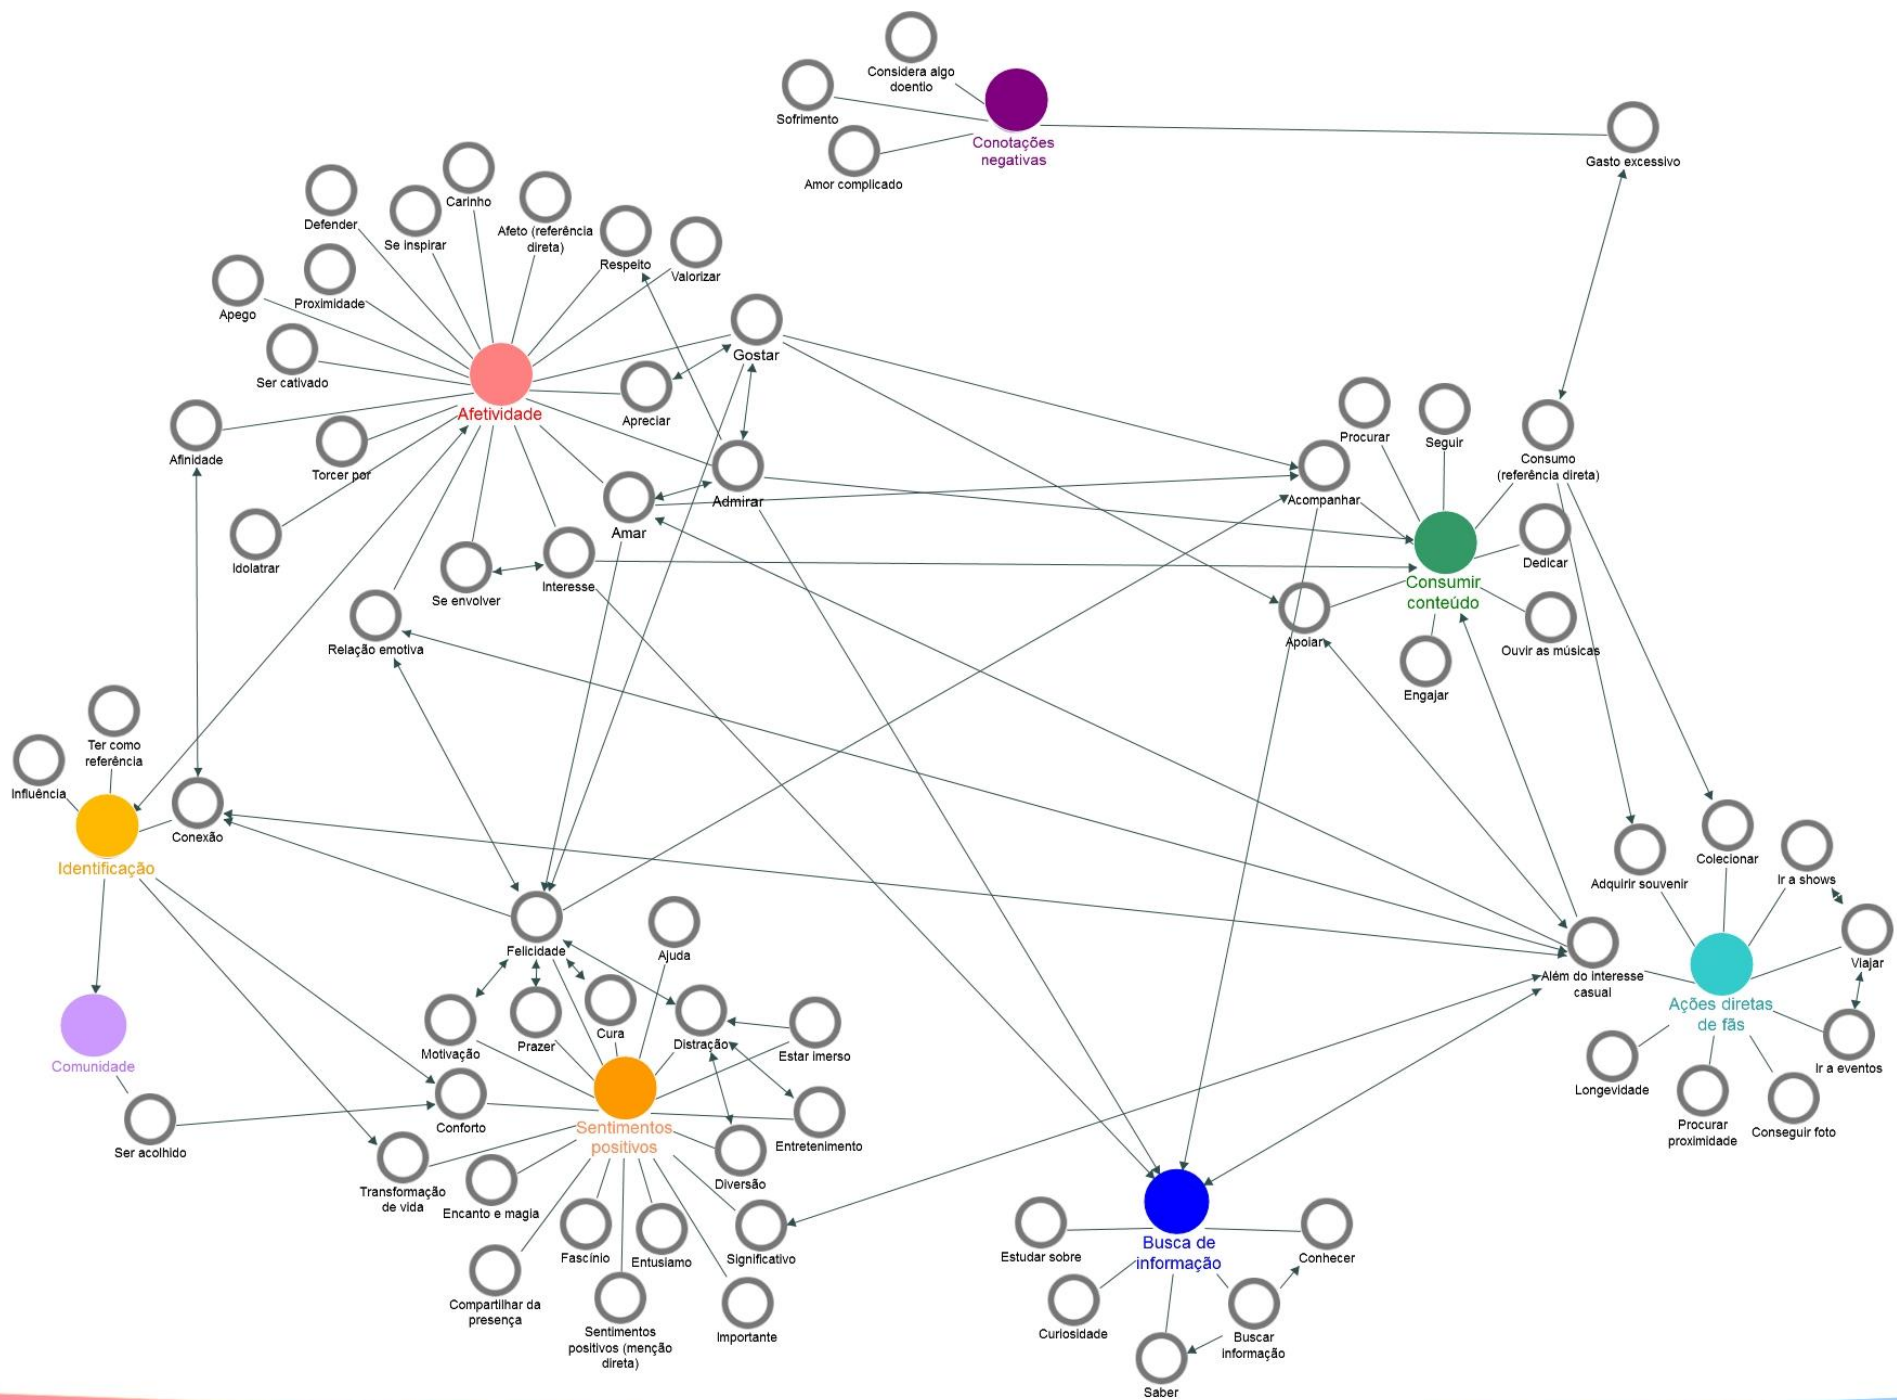 Considera algo
doentio
Sofrimento
Conotações
negativas
Amor complicado
Gasto excessivo
Carinho
Defender
Se inspirar
Afeto (referência
direta)
Respeito
Valorizar
Proximidade
Apego
Gostar
Ser cativado
Afetividade
Apreciar
Afinidade
Torcer por
Procurar
Seguir
Consumo
(referência direta)
Admirar
Acompanhar
Amar
Idolatrar
Dedicar
Interesse
Se envolver
Consumir
conteúdo
Relação emotiva
Apoiar
Ouvir as músicas
Engajar
Ter como
referência
Influência
Conexão
Identificação
Colecionar
Ir a shows
Adquirir souvenir
Felicidade
Ajuda
Viajar
Além do interesse
casual
Ações diretas
de fãs
Cura
Prazer
Motivação
Distração
Estar imerso
Comunidade
Ir a eventos
Longevidade
Procurar
proximidade
Conseguir foto
Conforto
Sentimentos
positivos
Entretenimento
Ser acolhido
Diversão
Transformação
de vida
Encanto e magia
Fascínio
Entusiamo
Significativo
Estudar sobre
Busca de
informação
Conhecer
Compartilhar da
presença
Sentimentos
positivos (menção
direta)
Importante
Curiosidade
Buscar
informação
Saber